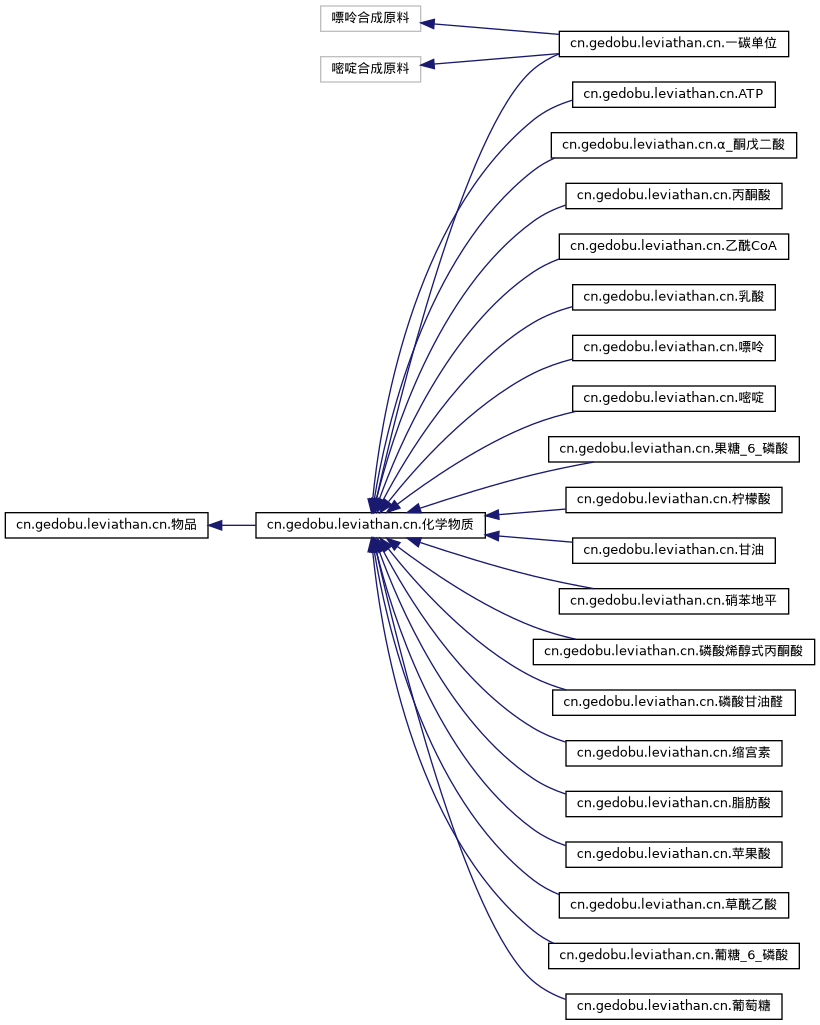 嘌呤合成原料
cn.gedobu.leviathan.cn.一碳单位
嘧啶合成原料
cn.gedobu.leviathan.cn.ATP
cn.gedobu.leviathan.cn.α_酮戊二酸
cn.gedobu.leviathan.cn.丙酮酸
cn.gedobu.leviathan.cn.乙酰CoA
cn.gedobu.leviathan.cn.乳酸
cn.gedobu.leviathan.cn.嘌呤
cn.gedobu.leviathan.cn.嘧啶
cn.gedobu.leviathan.cn.果糖_6_磷酸
cn.gedobu.leviathan.cn.柠檬酸
cn.gedobu.leviathan.cn.物品
cn.gedobu.leviathan.cn.化学物质
cn.gedobu.leviathan.cn.甘油
cn.gedobu.leviathan.cn.硝苯地平
cn.gedobu.leviathan.cn.磷酸烯醇式丙酮酸
cn.gedobu.leviathan.cn.磷酸甘油醛
cn.gedobu.leviathan.cn.缩宫素
cn.gedobu.leviathan.cn.脂肪酸
cn.gedobu.leviathan.cn.苹果酸
cn.gedobu.leviathan.cn.草酰乙酸
cn.gedobu.leviathan.cn.葡糖_6_磷酸
cn.gedobu.leviathan.cn.葡萄糖